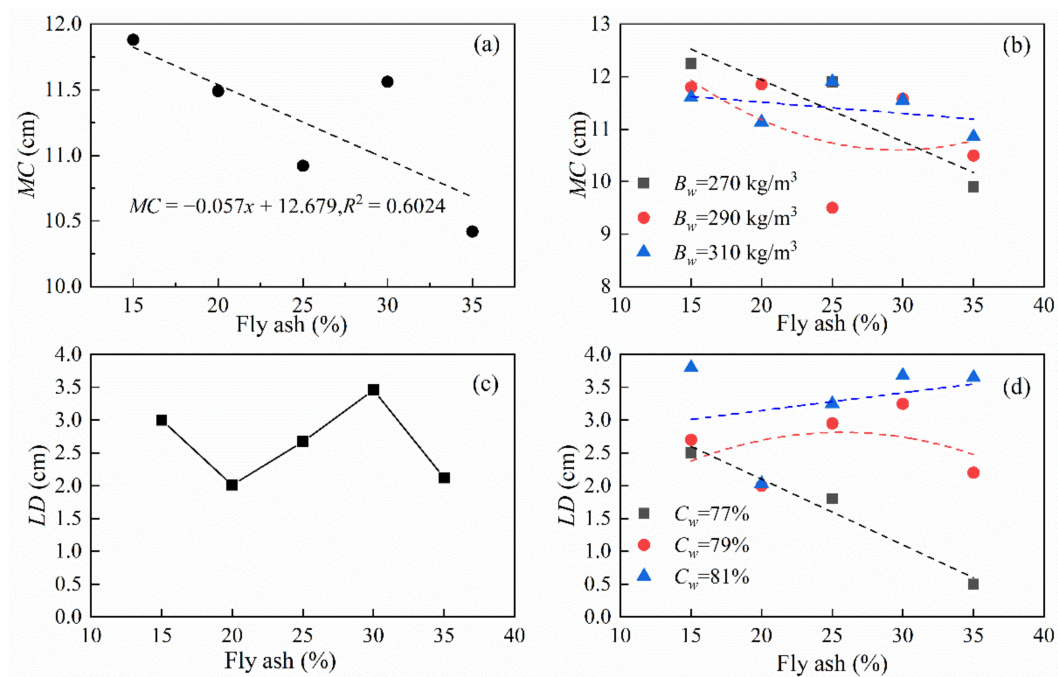 (a)
12.0
11.5
11.0
10.5
10.0
MC (cm)
MC = −0.057x + 12.679,R² = 0.6024
15 20 25 30 35
Fly ash (%)
(b)
13
12
11
10
9
8
MC (cm)
B_w=270 kg/m³
B_w=290 kg/m³
B_w=310 kg/m³
10 15 20 25 30 35 40
Fly ash (%)
(c)
4.0
3.5
3.0
2.5
2.0
1.5
1.0
0.5
0.0
LD (cm)
10 15 20 25 30 35 40
Fly ash (%)
(d)
4.0
3.5
3.0
2.5
2.0
1.5
1.0
0.5
0.0
LD (cm)
C_w=77%
C_w=79%
C_w=81%
10 15 20 25 30 35 40
Fly ash (%)